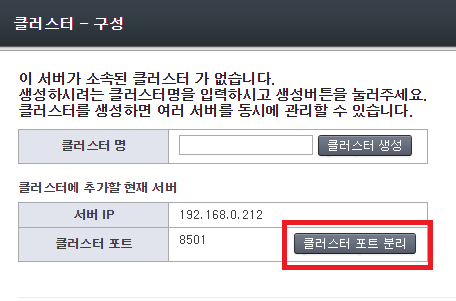 클러스터 - 구성
이 서버가 소속된 클러스터 가 없습니다.
생성하시려는 클러스터명을 입력하시고 생성버튼을 눌러주세요.
클러스터를 생성하면 여러 서버를 동시에 관리할 수 있습니다.
클러스터 명 클러스터 생성
클러스터에 추가할 현재 서버
서버 IP 192.168.0.212
클러스터 포트 8501 클러스터 포트 분리